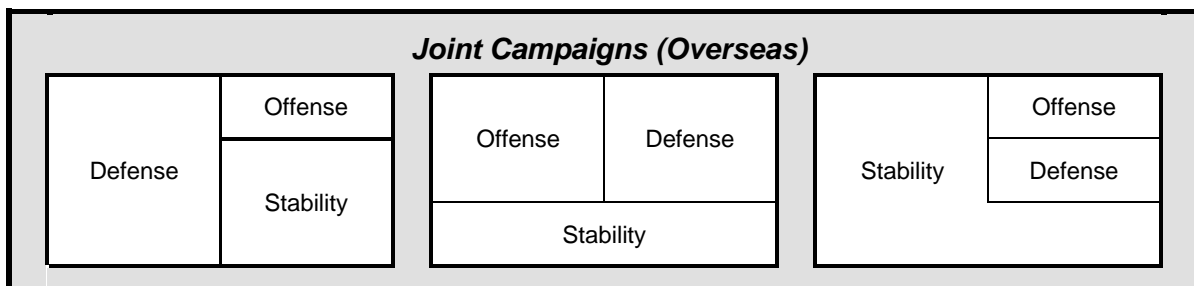 Joint Campaigns (Overseas)
Defense
Offense
Stability
Offense
Defense
Stability
Stability
Offense
Defense